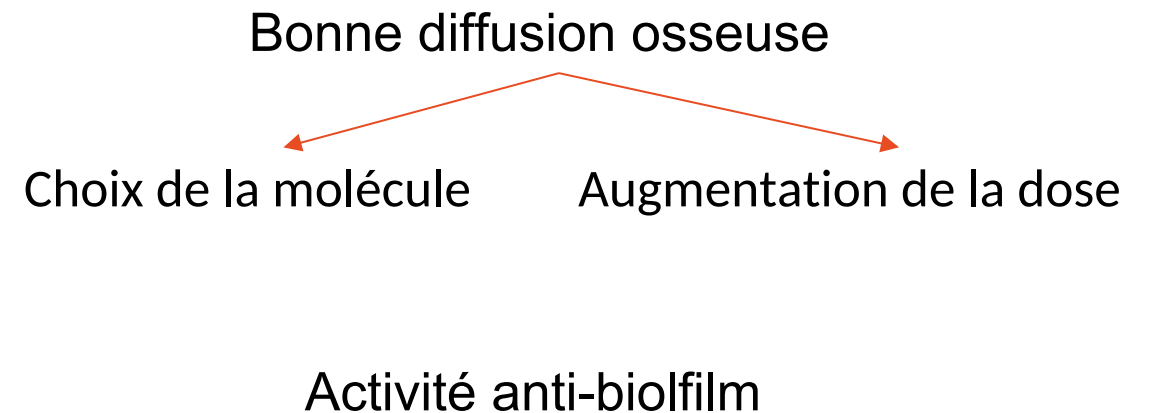 Bonne diffusion osseuse
Choix de la molécule
Augmentation de la dose
Activité anti-biolfilm